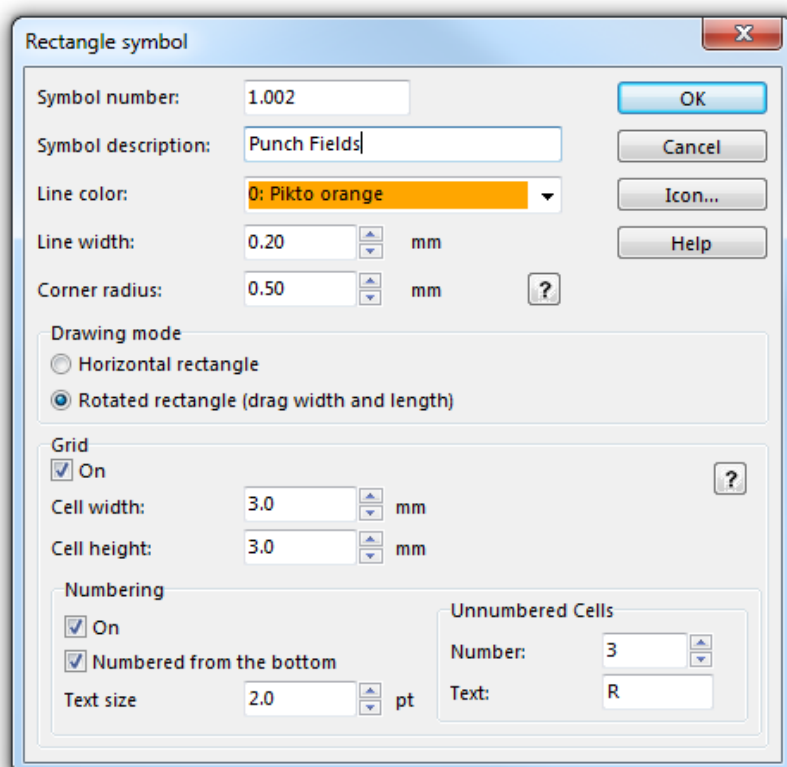 Rectangle symbol
X
Symbol number: 1.002 OK
Symbol description: Punch Fields Cancel
Line color: 0: Pikto orange Icon...
Line width: 0.20 mm Help
Corner radius: 0.50 mm ?
Drawing mode
Horizontal rectangle
Rotated rectangle (drag width and length)
Grid
On ?
Cell width: 3.0 mm
Cell height: 3.0 mm
Numbering
On
Numbered from the bottom
Text size 2.0 pt
Unnumbered Cells
Number: 3
Text: R